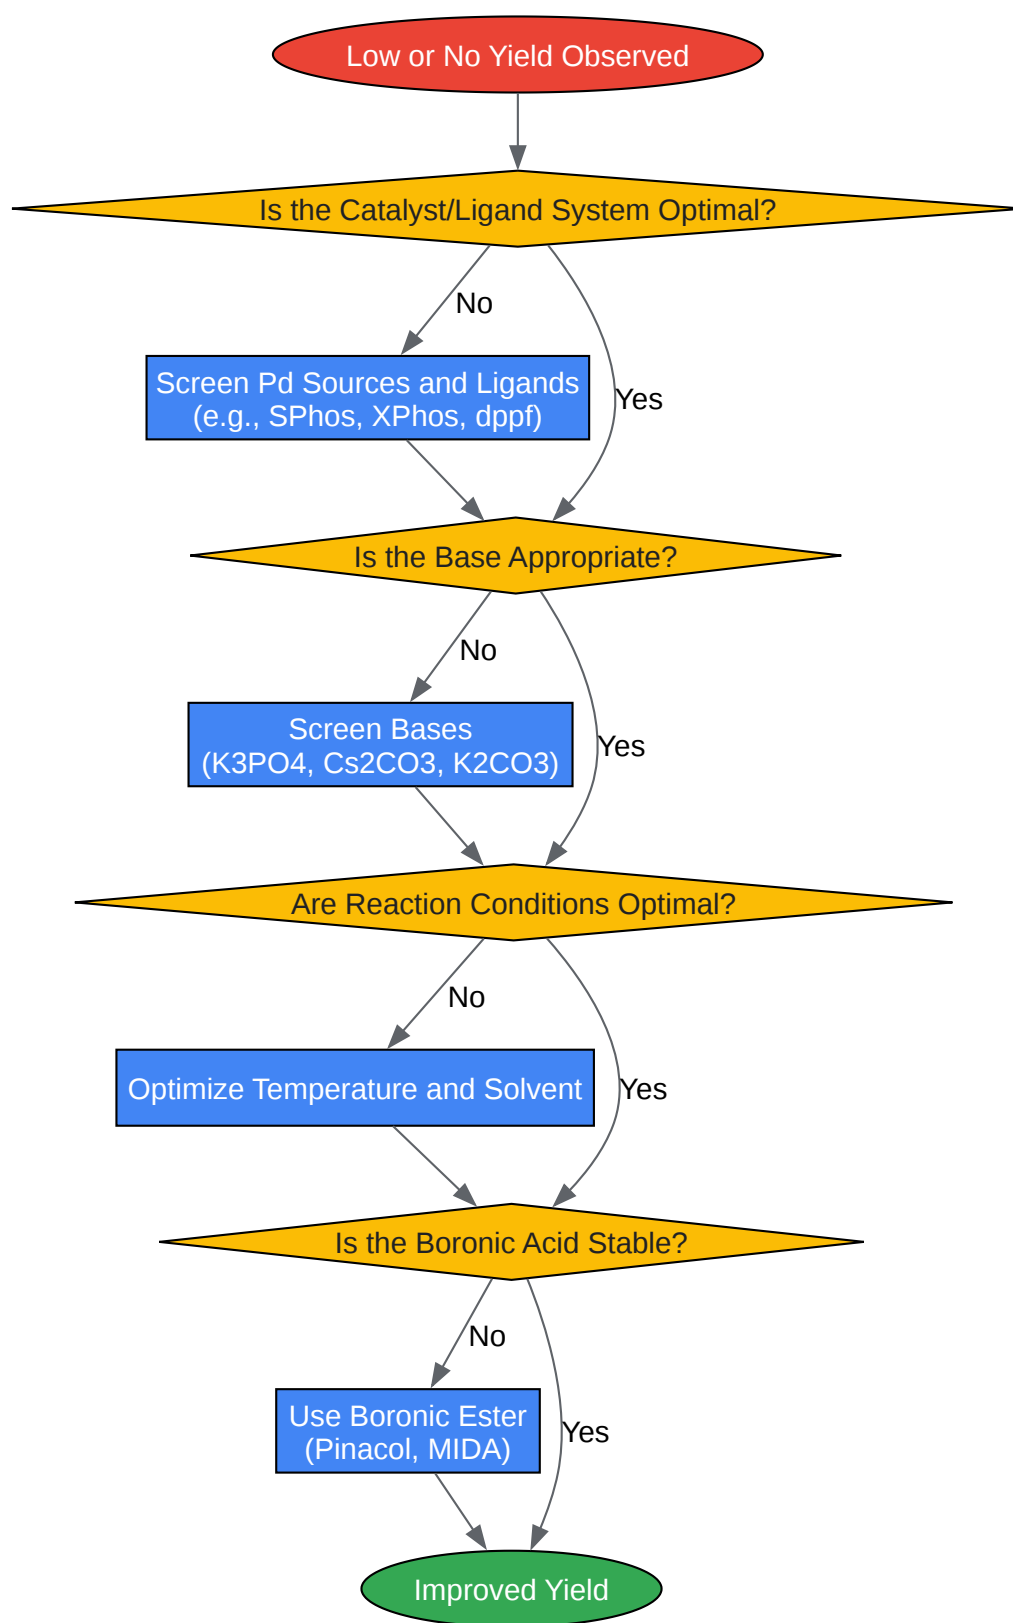 Low or No Yield Observed
Is the Catalyst/Ligand System Optimal?
No
Screen Pd Sources and Ligands
(e.g., SPhos, XPhos, dppf)
Yes
Is the Base Appropriate?
No
Screen Bases
(K3PO4, Cs2CO3, K2CO3)
Yes
Are Reaction Conditions Optimal?
No
Optimize Temperature and Solvent
Yes
Is the Boronic Acid Stable?
No
Use Boronic Ester
(Pinacol, MIDA)
Yes
Improved Yield